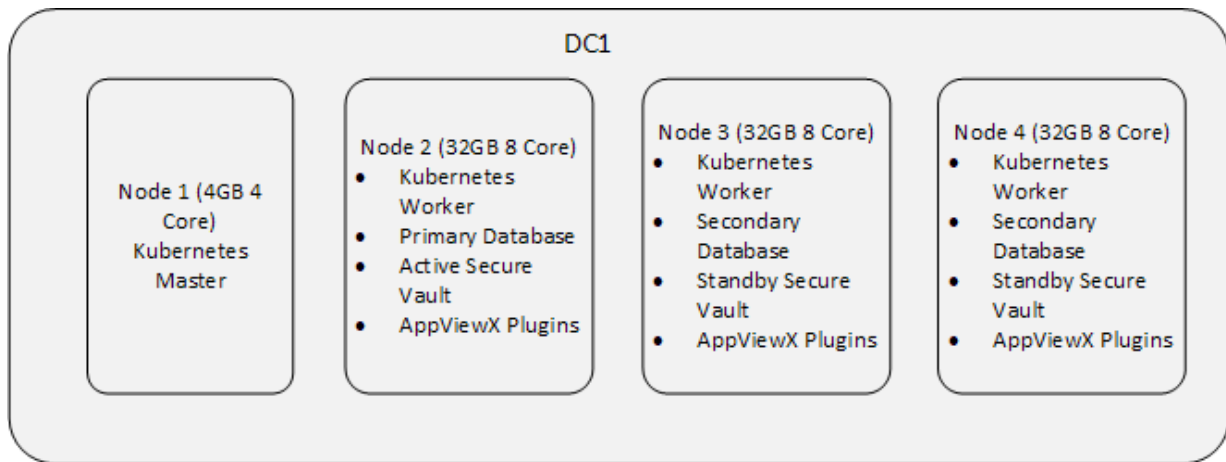 DC1
Node 1 (4GB 4
Core)
Kubernetes
Master
Node 2 (32GB 8 Core)
● Kubernetes
Worker
● Primary Database
● Active Secure
Vault
● AppViewX Plugins
Node 3 (32GB 8 Core)
● Kubernetes
Worker
● Secondary
Database
● Standby Secure
Vault
● AppViewX Plugins
Node 4 (32GB 8 Core)
● Kubernetes
Worker
● Secondary
Database
● Standby Secure
Vault
● AppViewX Plugins